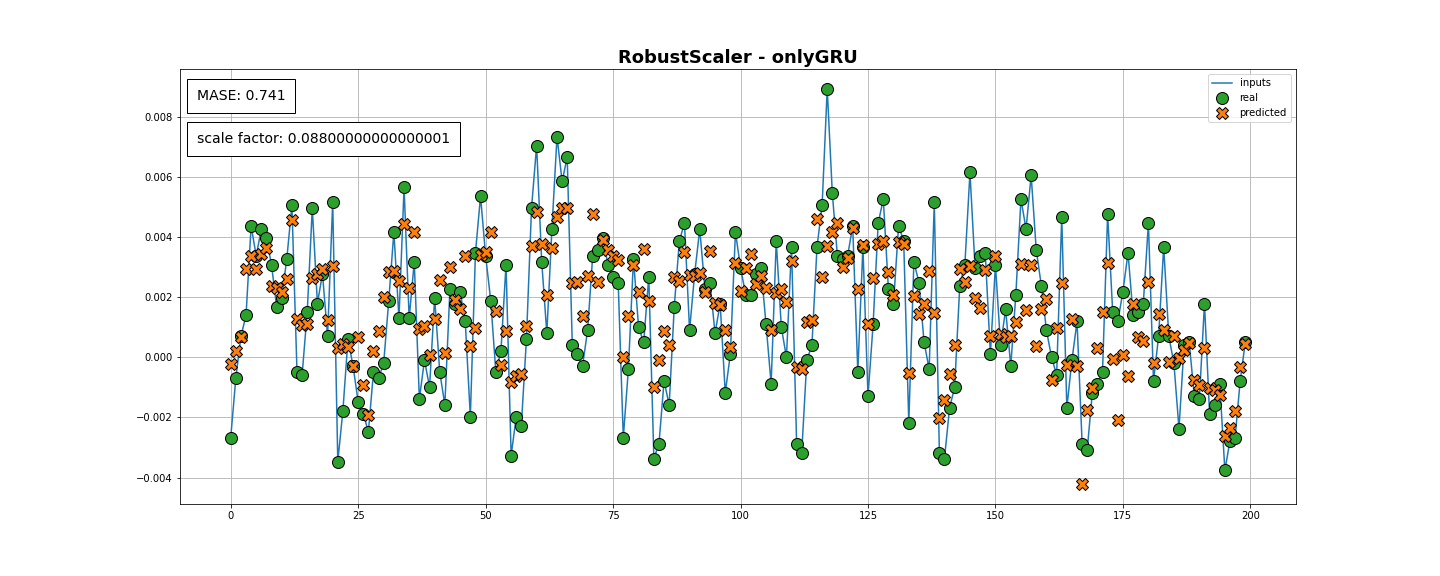 RobustScaler - onlyGRU
MASE: 0.741
scale factor: 0.08800000000000001
inputs
real
predicted
0.008
0.006
0.004
0.002
0.000
−0.002
−0.004
0 25 50 75 100 125 150 175 200